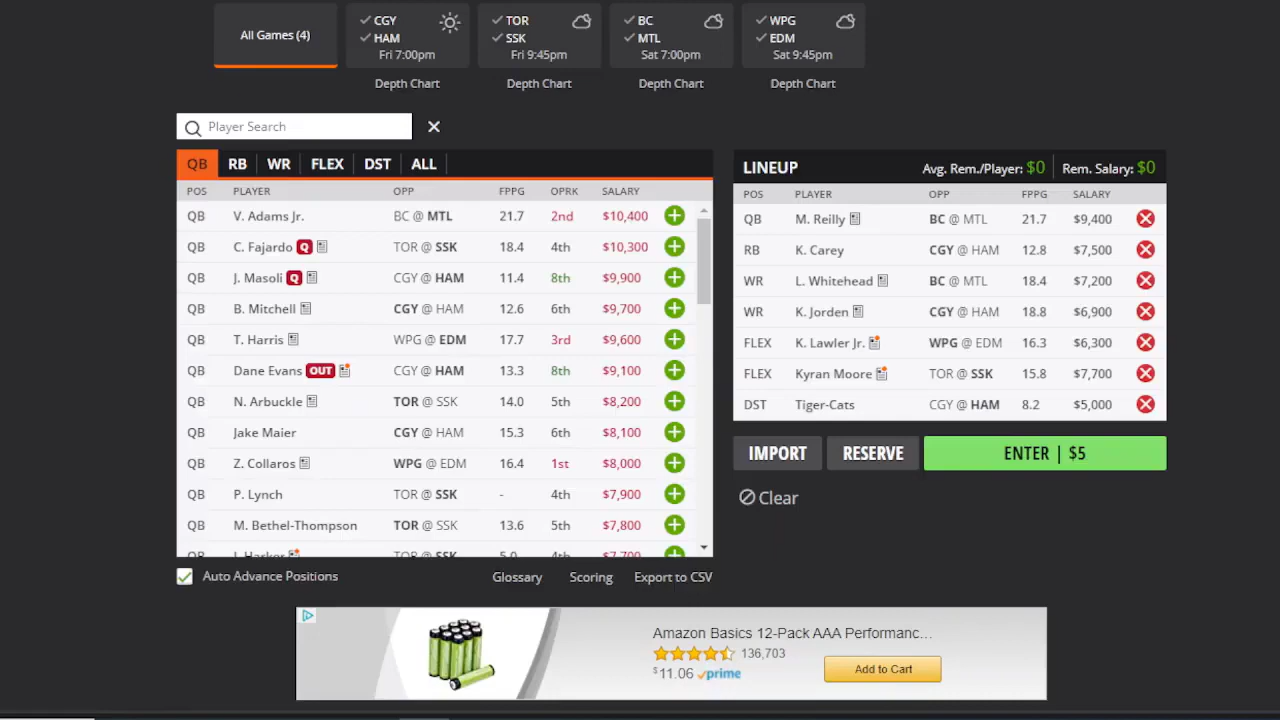 All Games (4)
CGY
HAM
Fri 7:00pm
Depth Chart
TOR
SSK
Fri 9:45pm
Depth Chart
BC
MTL
Sat 7:00pm
Depth Chart
WPG
EDM
Sat 9:45pm
Depth Chart
Player Search
QB RB WR FLEX DST ALL
POS PLAYER OPP FPPG OPRK SALARY
QB V. Adams Jr. BC @ MTL 21.7 2nd $10,400
QB C. Fajardo Q TOR @ SSK 18.4 4th $10,300
QB J. Masoli Q CGY @ HAM 11.4 8th $9,900
QB B. Mitchell CGY @ HAM 12.6 6th $9,700
QB T. Harris WPG @ EDM 17.7 3rd $9,600
QB Dane Evans OUT CGY @ HAM 13.3 8th $9,100
QB N. Arbuckle TOR @ SSK 14.0 5th $8,200
QB Jake Maier CGY @ HAM 15.3 6th $8,100
QB Z. Collaros WPG @ EDM 16.4 1st $8,000
QB P. Lynch TOR @ SSK - 4th $7,900
QB M. Bethel-Thompson TOR @ SSK 13.6 5th $7,800
QB TOR @ SSK 5.0 4th $7,700
Auto Advance Positions
Glossary Scoring Export to CSV
LINEUP Avg. Rem./Player: $0 Rem. Salary: $0
POS PLAYER OPP FPPG SALARY
QB M. Reilly BC @ MTL 21.7 $9,400
RB K. Carey CGY @ HAM 12.8 $7,500
WR L. Whitehead BC @ MTL 18.4 $7,200
WR K. Jorden CGY @ HAM 18.8 $6,900
FLEX K. Lawler Jr. WPG @ EDM 16.3 $6,300
FLEX Kyran Moore TOR @ SSK 15.8 $7,700
DST Tiger-Cats CGY @ HAM 8.2 $5,000
IMPORT RESERVE ENTER | $5
Clear
Amazon Basics 12-Pack AAA Performanc...
136,703
$11.06 prime
Add to Cart